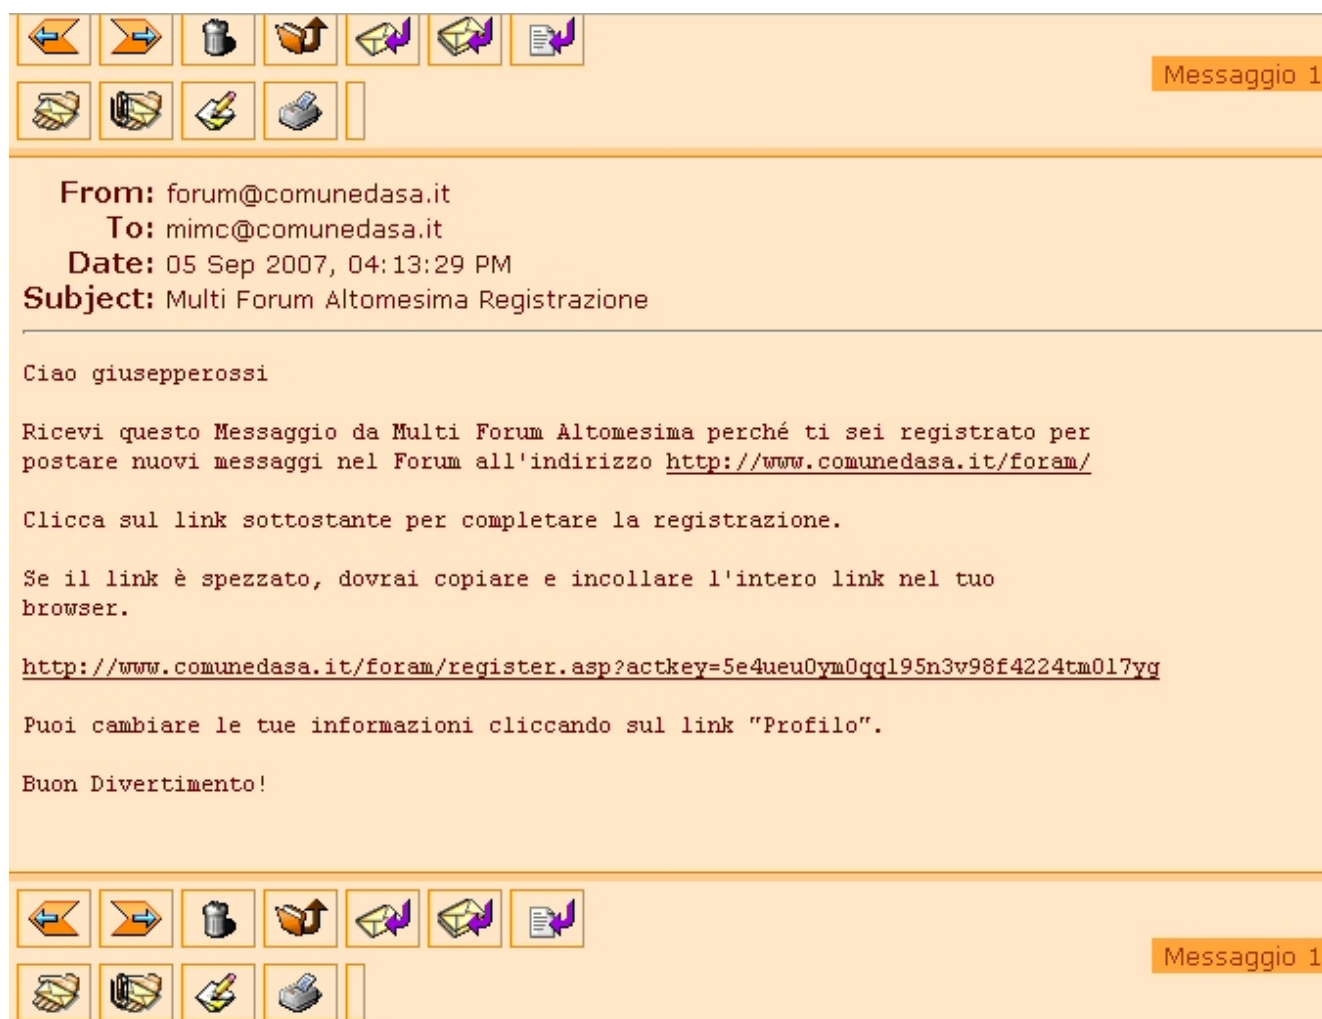 Messaggio 1
From: forum@comunedasa.it
To: mimc@comunedasa.it
Date: 05 Sep 2007, 04:13:29 PM
Subject: Multi Forum Altomesima Registrazione
Ciao giusepperossi
Ricevi questo Messaggio da Multi Forum Altomesima perché ti sei registrato per
postare nuovi messaggi nel Forum all'indirizzo http://www.comunedasa.it/foram/
Clicca sul link sottostante per completare la registrazione.
Se il link è spezzato, dovrai copiare e incollare l'intero link nel tuo
browser.
http://www.comunedasa.it/foram/register.asp?actkey=5e4ueu0ym0qql95n3v98f4224tm0l7yg
Puoi cambiare le tue informazioni cliccando sul link "Profilo".
Buon Divertimento!
Messaggio 1